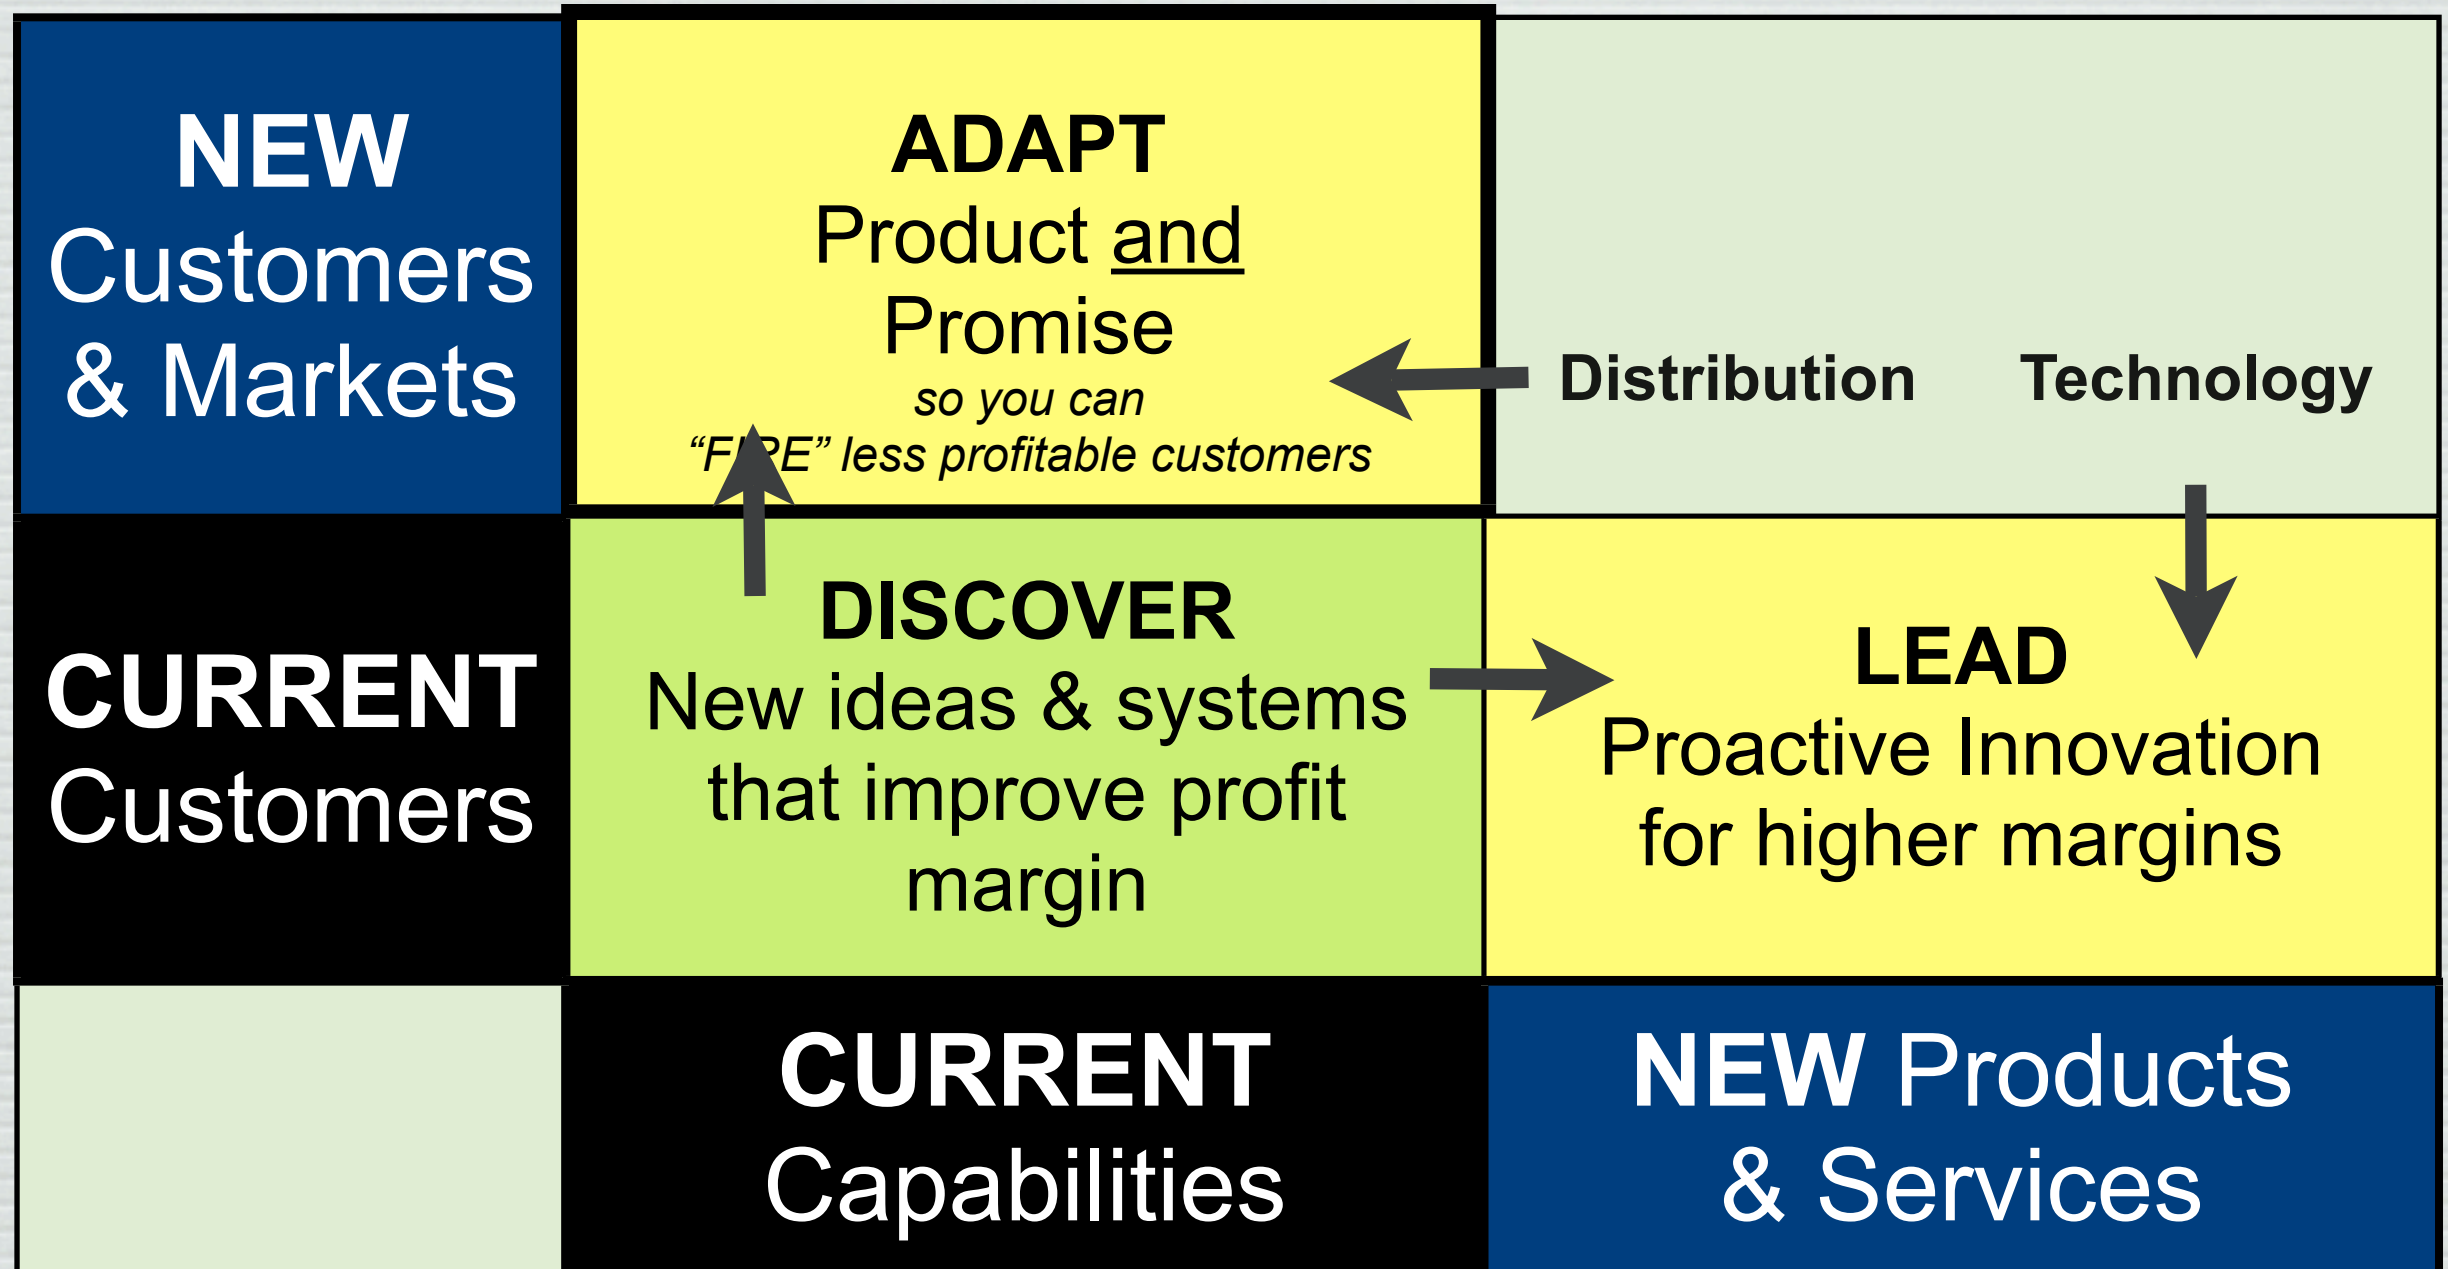 NEW
Customers
& Markets
ADAPT
Product and
Promise
so you can
“FIRE” less profitable customers
Distribution Technology
CURRENT
Customers
DISCOVER
New ideas & systems
that improve profit
margin
LEAD
Proactive Innovation
for higher margins
CURRENT
Capabilities
NEW Products
& Services